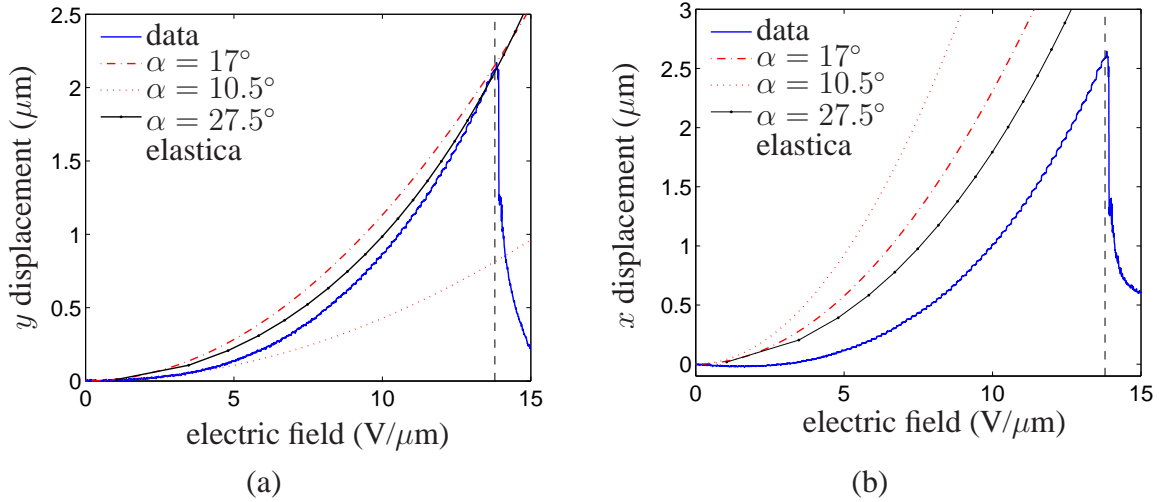 2.5
2
1.5
1
0.5
0
0
5
10
15
y displacement (μm)
electric field (V/μm)
data
α = 17°
α = 10.5°
α = 27.5°
elastica
(a)
3
2.5
2
1.5
1
0.5
0
0
5
10
15
x displacement (μm)
electric field (V/μm)
data
α = 17°
α = 10.5°
α = 27.5°
elastica
(b)